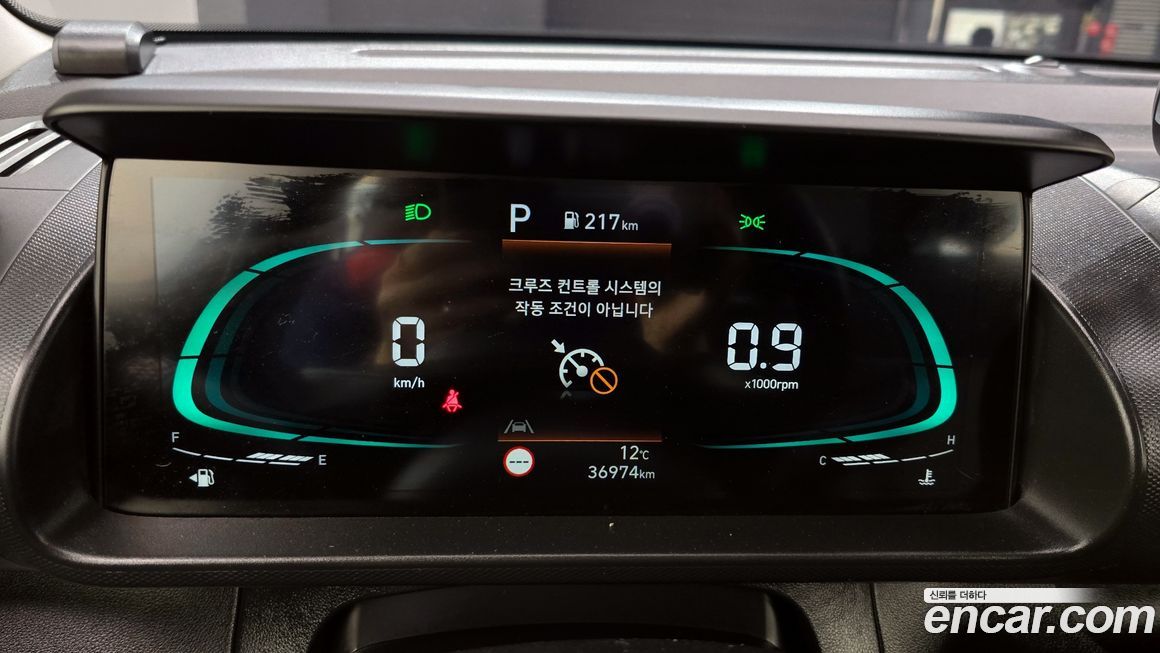 P 217km
크루즈 컨트롤 시스템의
작동 조건이 아닙니다
0
km/h
0.9
x1000rpm
F
E
---
12℃
36974km
C
H
신뢰를 더하다
encar.com